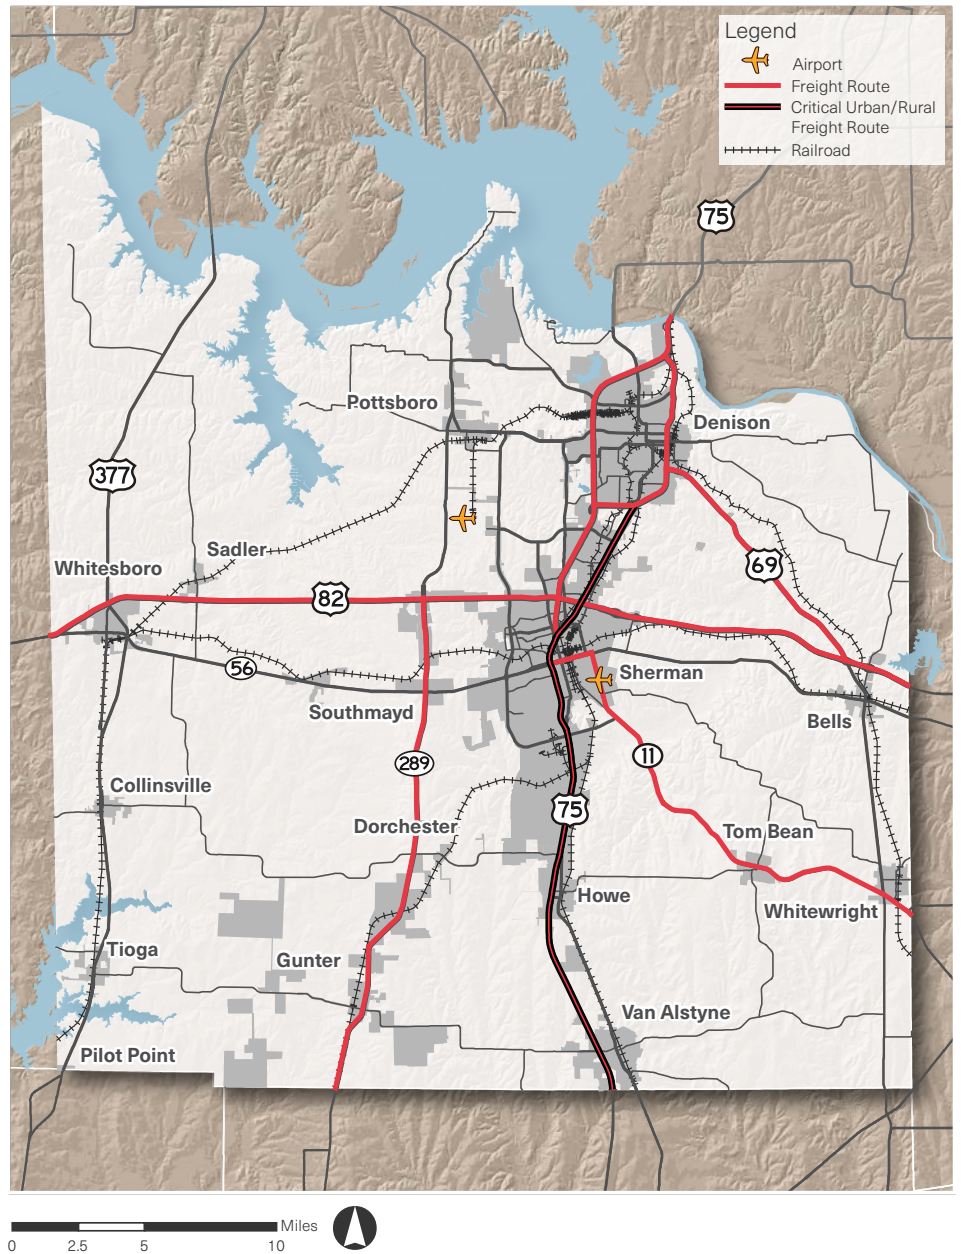 Legend
Airport
Freight Route
Critical Urban/Rural
Freight Route
Railroad
75
Pottsboro
Denison
377
Sadler
Whitesboro
69
82
56
Sherman
Southmayd
Bells
289
11
Collinsville
75
Dorchester
Tom Bean
Howe
Whitewright
Tioga
Gunter
Van Alstyne
Pilot Point
Miles
0 2.5 5 10